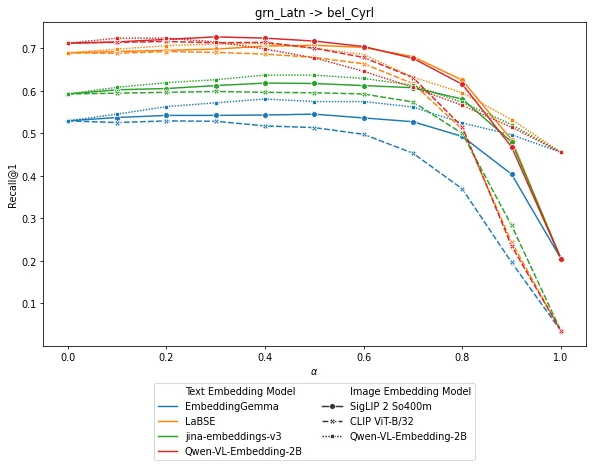 grn_Latn -> bel_Cyrl
Recall@1
0.7
0.6
0.5
0.4
0.3
0.2
0.1
0.0 0.2 0.4 0.6 0.8 1.0
α
Text Embedding Model Image Embedding Model
EmbeddingGemma SigLIP 2 So400m
LaBSE CLIP ViT-B/32
jina-embeddings-v3 Qwen-VL-Embedding-2B
Qwen-VL-Embedding-2B